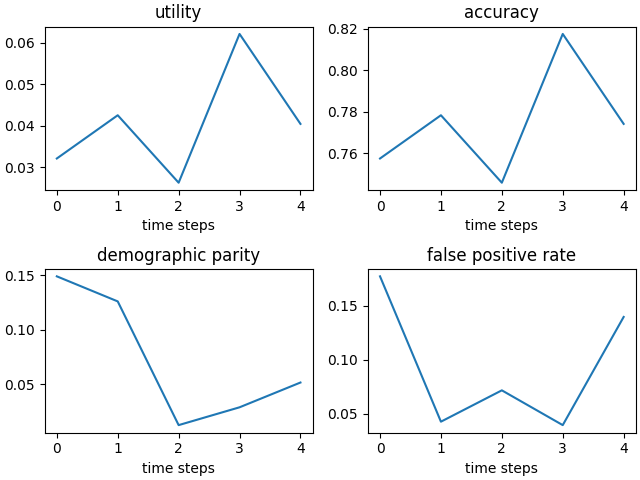 utility
0.06
0.05
0.04
0.03
0 1 2 3 4
time steps
accuracy
0.82
0.80
0.78
0.76
0 1 2 3 4
time steps
demographic parity
0.15
0.10
0.05
0 1 2 3 4
time steps
false positive rate
0.15
0.10
0.05
0 1 2 3 4
time steps